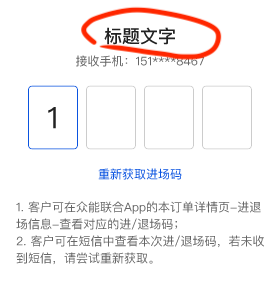 标题文字
接收手机：151****8467
1
重新获取进场码
1. 客户可在众能联合App的本订单详情页-进退
场信息-查看对应的进/退场码；
2. 客户可在短信中查看本次进/退场码，若未收
到短信，请尝试重新获取。